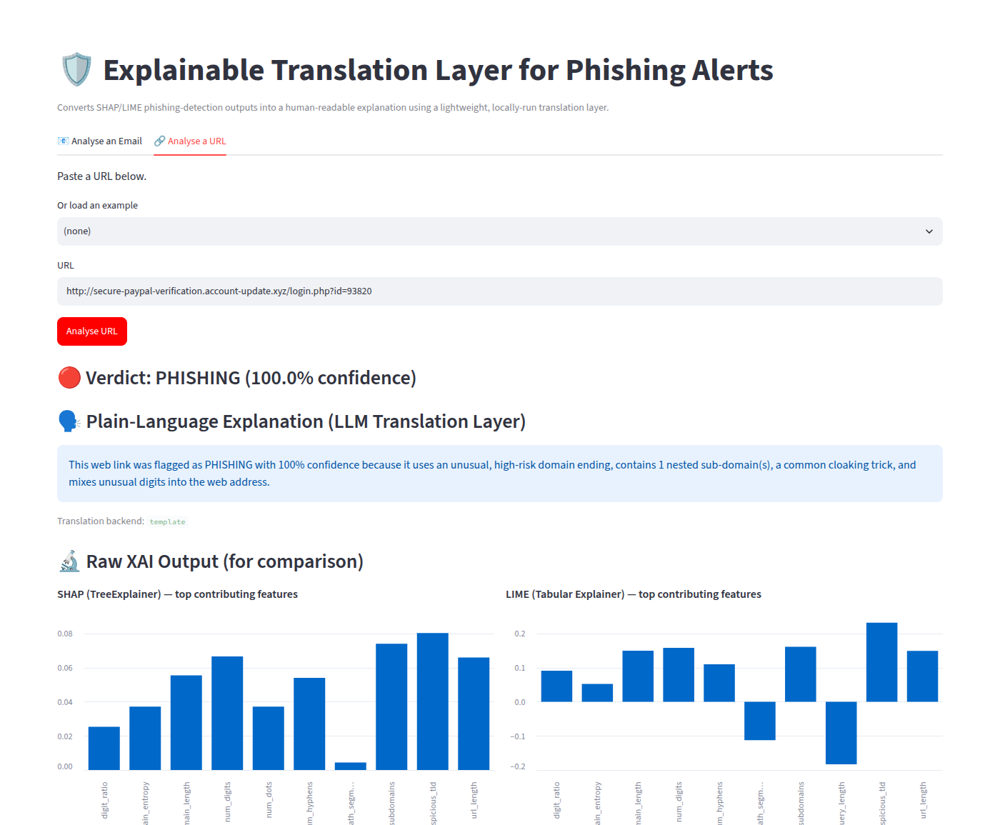 Explainable Translation Layer for Phishing Alerts
Converts SHAP/LIME phishing-detection outputs into a human-readable explanation using a lightweight, locally-run translation layer.
Analyse an Email
Analyse a URL
Paste a URL below.
Or load an example
(none)
URL
http://secure-paypal-verification.account-update.xyz/login.php?id=93820
Analyse URL
Verdict: PHISHING (100.0% confidence)
Plain-Language Explanation (LLM Translation Layer)
This web link was flagged as PHISHING with 100% confidence because it uses an unusual, high-risk domain ending, contains 1 nested sub-domain(s), a common cloaking trick, and
mixes unusual digits into the web address.
Translation backend: template
Raw XAI Output (for comparison)
SHAP (TreeExplainer) — top contributing features
0.08
0.06
0.04
0.02
0.00
digit_ratio
ain_entropy
main_length
num_digits
num_dots
m_hyphens
ath_segm…
subdomains
spicious_tld
url_length
LIME (Tabular Explainer) — top contributing features
0.2
0.1
0.0
−0.1
−0.2
digit_ratio
ain_entropy
main_length
num_digits
m_hyphens
ath_segm…
subdomains
uery_length
spicious_tld
url_length